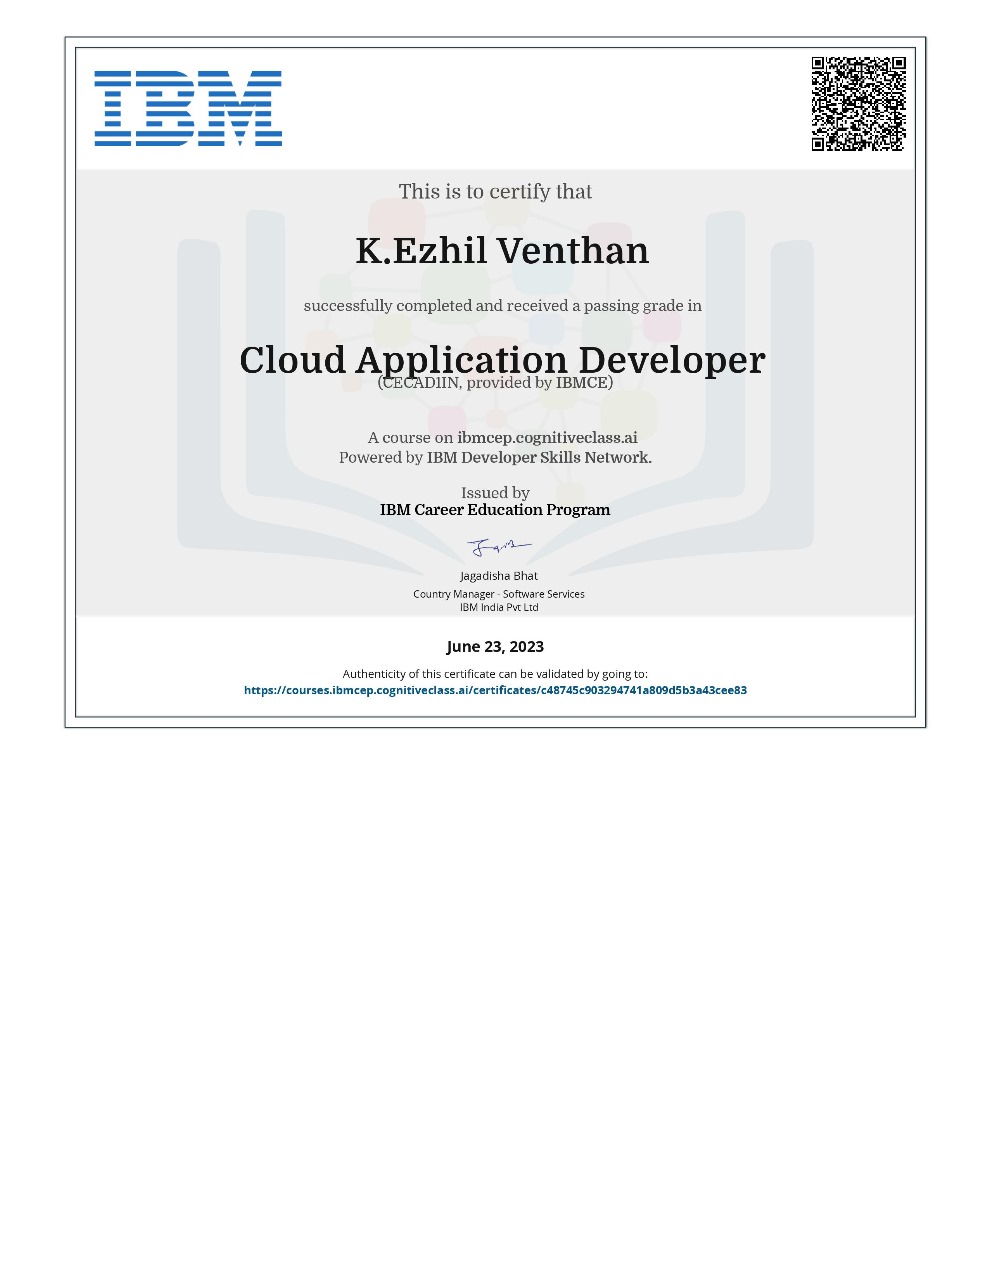 IBM
This is to certify that
K.Ezhil Venthan
successfully completed and received a passing grade in
Cloud Application Developer
(CECAD1IN, provided by IBMCE)
A course on ibmcep.cognitiveclass.ai
Powered by IBM Developer Skills Network.
Issued by
IBM Career Education Program
Jagadisha Bhat
Country Manager - Software Services
IBM India Pvt Ltd
June 23, 2023
Authenticity of this certificate can be validated by going to:
https://courses.ibmcep.cognitiveclass.ai/certificates/c48745c903294741a809d5b3a43cee83